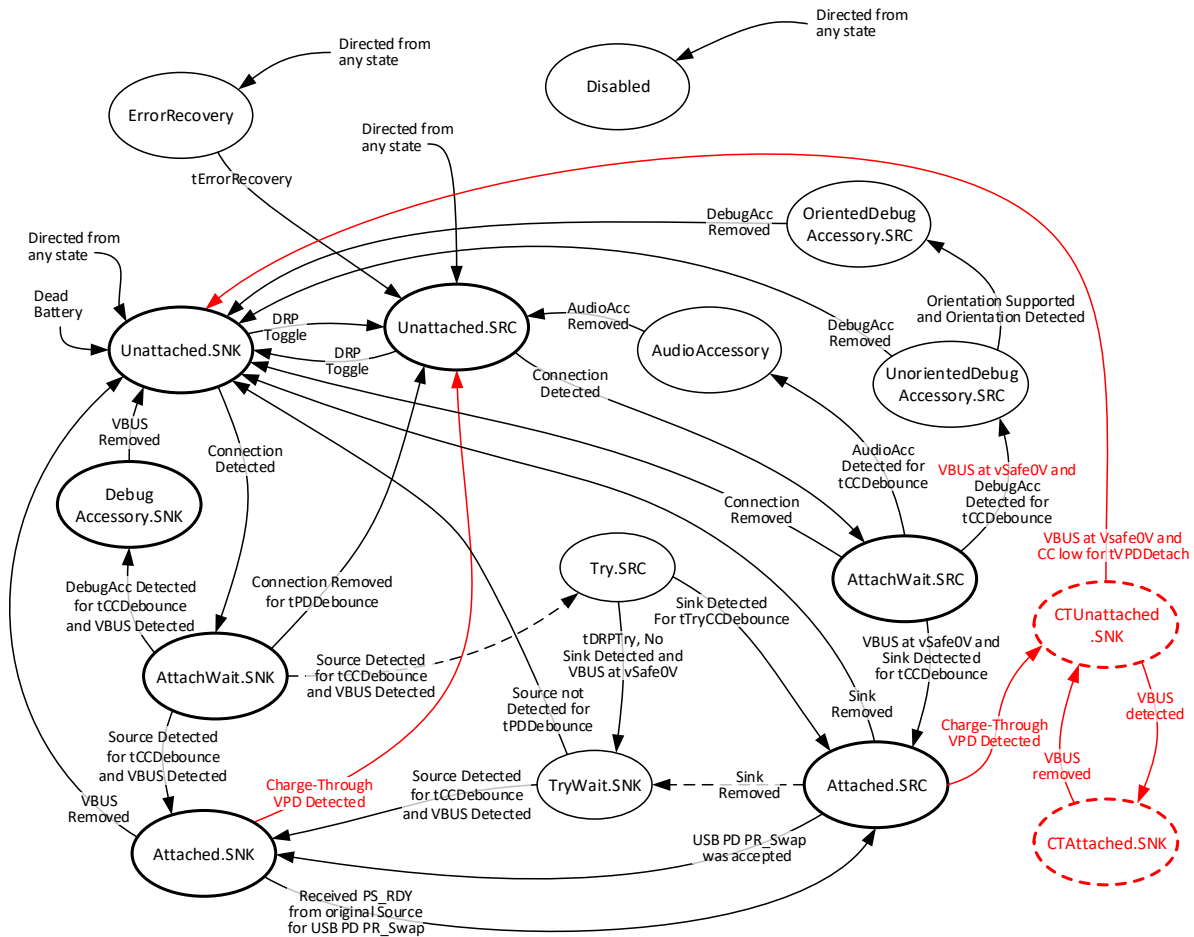 Directed from
any state
Directed from
any state
ErrorRecovery
Disabled
Directed from
any state
tErrorRecovery
DebugAcc
Removed
OrientedDebug
Accessory.SRC
Directed from
any state
Dead
Battery
Unattached.SNK
DRP
Toggle
DRP
Toggle
Unattached.SRC
AudioAcc
Removed
AudioAccessory
DebugAcc
Removed
Orientation Supported
and Orientation Detected
UnorientedDebug
Accessory.SRC
Connection
Detected
VBUS
Removed
Connection
Detected
Debug
Accessory.SNK
AudioAcc
Detected for
tCCDebounce
VBUS at vSafe0V and
DebugAcc
Detected for
tCCDebounce
Connection
Removed
VBUS at Vsafe0V and
CC low for tVPDDetach
DebugAcc Detected
for tCCDebounce
and VBUS Detected
Connection Removed
for tPDDebounce
Try.SRC
AttachWait.SRC
Sink Detected
For tTryCCDebounce
CTUnattached
.SNK
tDRPTry, No
Sink Detected and
VBUS at vSafe0V
VBUS at vSafe0V and
Sink Dectected
for tCCDebounce
AttachWait.SNK
Source Detected
for tCCDebounce
and VBUS Detected
Source not
Detected for
tPDDebounce
Sink
Removed
VBUS
detected
Charge-Through
VPD Detected
Source Detected
for tCCDebounce
and VBUS Detected
VBUS
removed
Charge-Through
VPD Detected
Source Detected
for tCCDebounce
and VBUS Detected
TryWait.SNK
Sink
Removed
Attached.SRC
VBUS
Removed
Attached.SNK
USB PD PR_Swap
was accepted
CTAttached.SNK
Received PS_RDY
from original Source
for USB PD PR_Swap